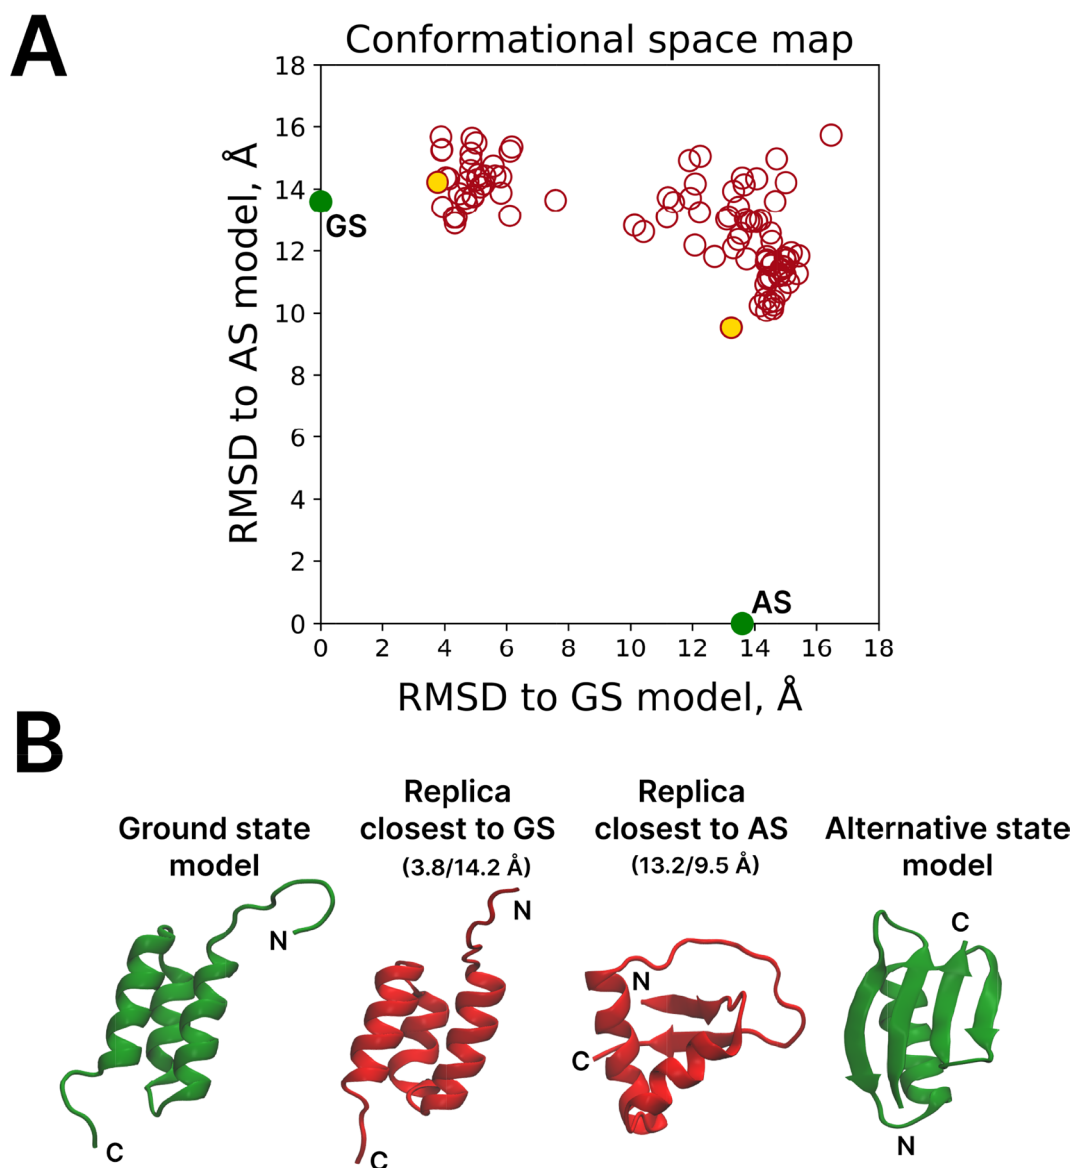 A
Conformational space map
18
16
14
12
10
8
6
4
2
0
RMSD to AS model, Å
GS
AS
0 2 4 6 8 10 12 14 16 18
RMSD to GS model, Å
B
Ground state
model
Replica
closest to GS
(3.8/14.2 Å)
Replica
closest to AS
(13.2/9.5 Å)
Alternative state
model
N
C
N
C
N
C
C
N